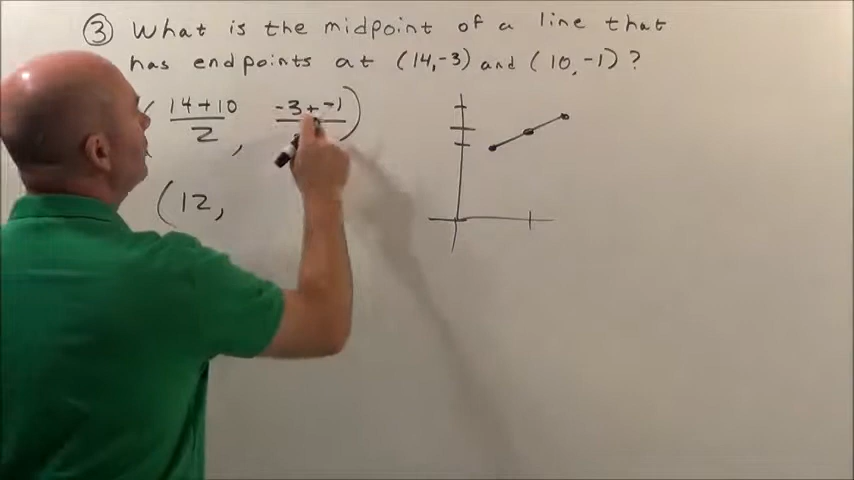 ③ What is the midpoint of a line that
has endpoints at (14,-3) and (10,-1)?
(14+10/2, -3+-1/ )
(12,